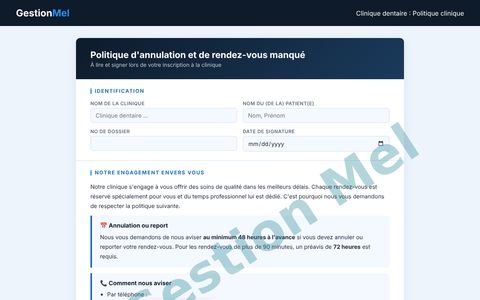 GestionMel
Clinique dentaire : Politique clinique
Politique d'annulation et de rendez-vous manqué
À lire et signer lors de votre inscription à la clinique
IDENTIFICATION
NOM DE LA CLINIQUE
NOM DU (DE LA) PATIENT(E)
Clinique dentaire ...
Nom, Prénom
NO DE DOSSIER
DATE DE SIGNATURE
mm/dd/yyyy
NOTRE ENGAGEMENT ENVERS VOUS
Notre clinique s'engage à vous offrir des soins de qualité dans les meilleurs délais. Chaque rendez-vous est
réservé spécialement pour vous et du temps professionnel lui est dédié. C'est pourquoi nous vous demandons
de respecter la politique suivante.
Annulation ou report
Nous vous demandons de nous aviser au minimum 48 heures à l'avance si vous devez annuler ou
reporter votre rendez-vous. Pour les rendez-vous de plus de 90 minutes, un préavis de 72 heures est
requis.
Comment nous aviser
• Par téléphone :
Gestion Mel